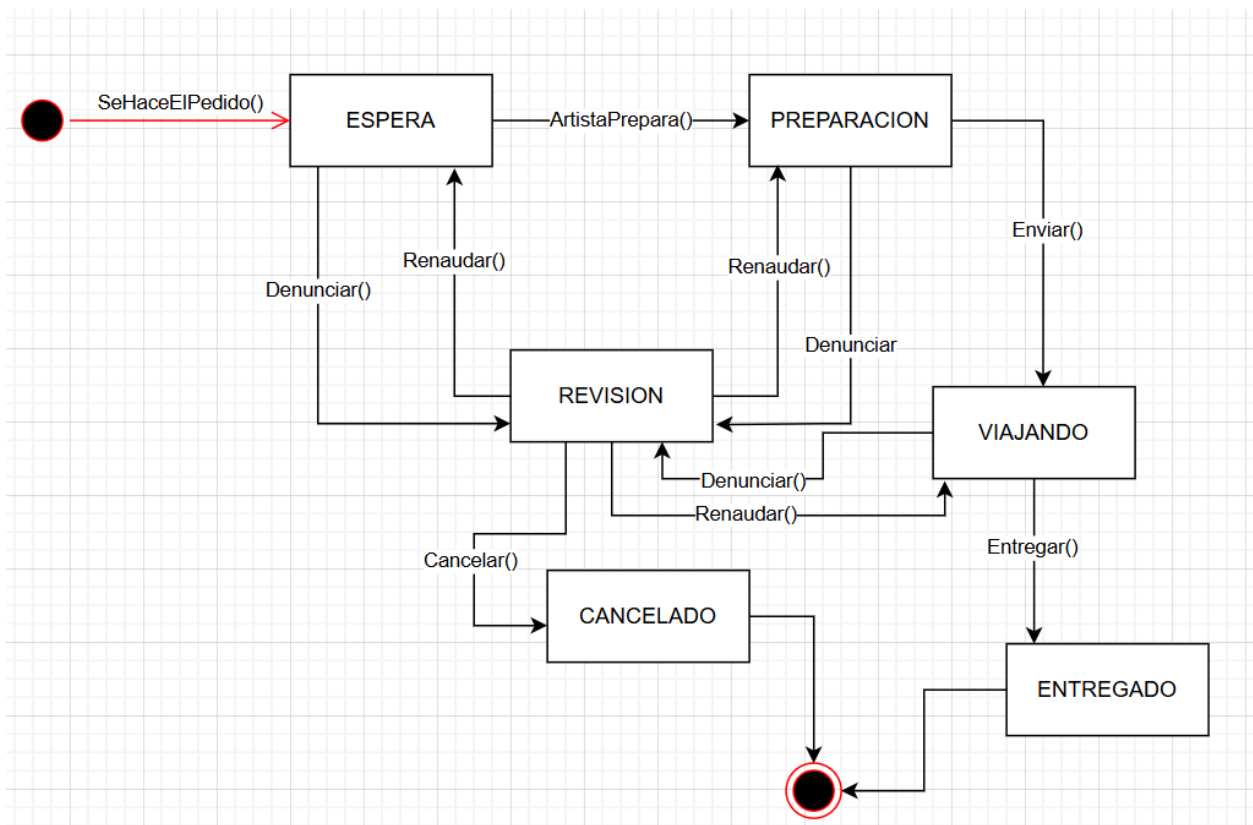 SeHaceElPedido()
ESPERA
ArtistaPrepara()
PREPARACION
Enviar()
Renaudar()
Renaudar()
Denunciar()
Denunciar
REVISION
VIAJANDO
Denunciar()
Renaudar()
Entregar()
Cancelar()
CANCELADO
ENTREGADO